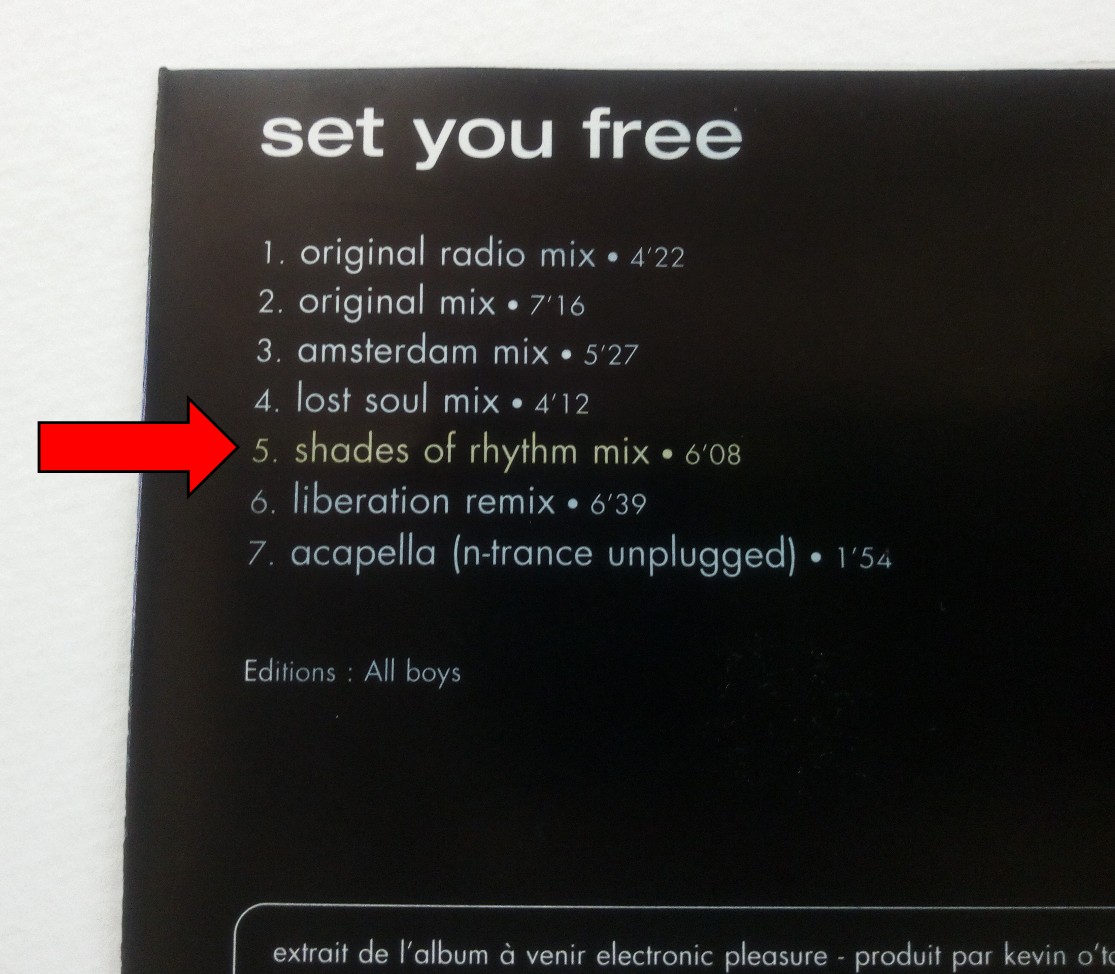 set you free
1. original radio mix • 4'22
2. original mix • 7'16
3. amsterdam mix • 5'27
4. lost soul mix • 4'12
5. shades of rhythm mix • 6'08
6. liberation remix • 6'39
7. acapella (n-trance unplugged) • 1'54
Editions : All boys
extrait de l'album à venir electronic pleasure - produit par kevin